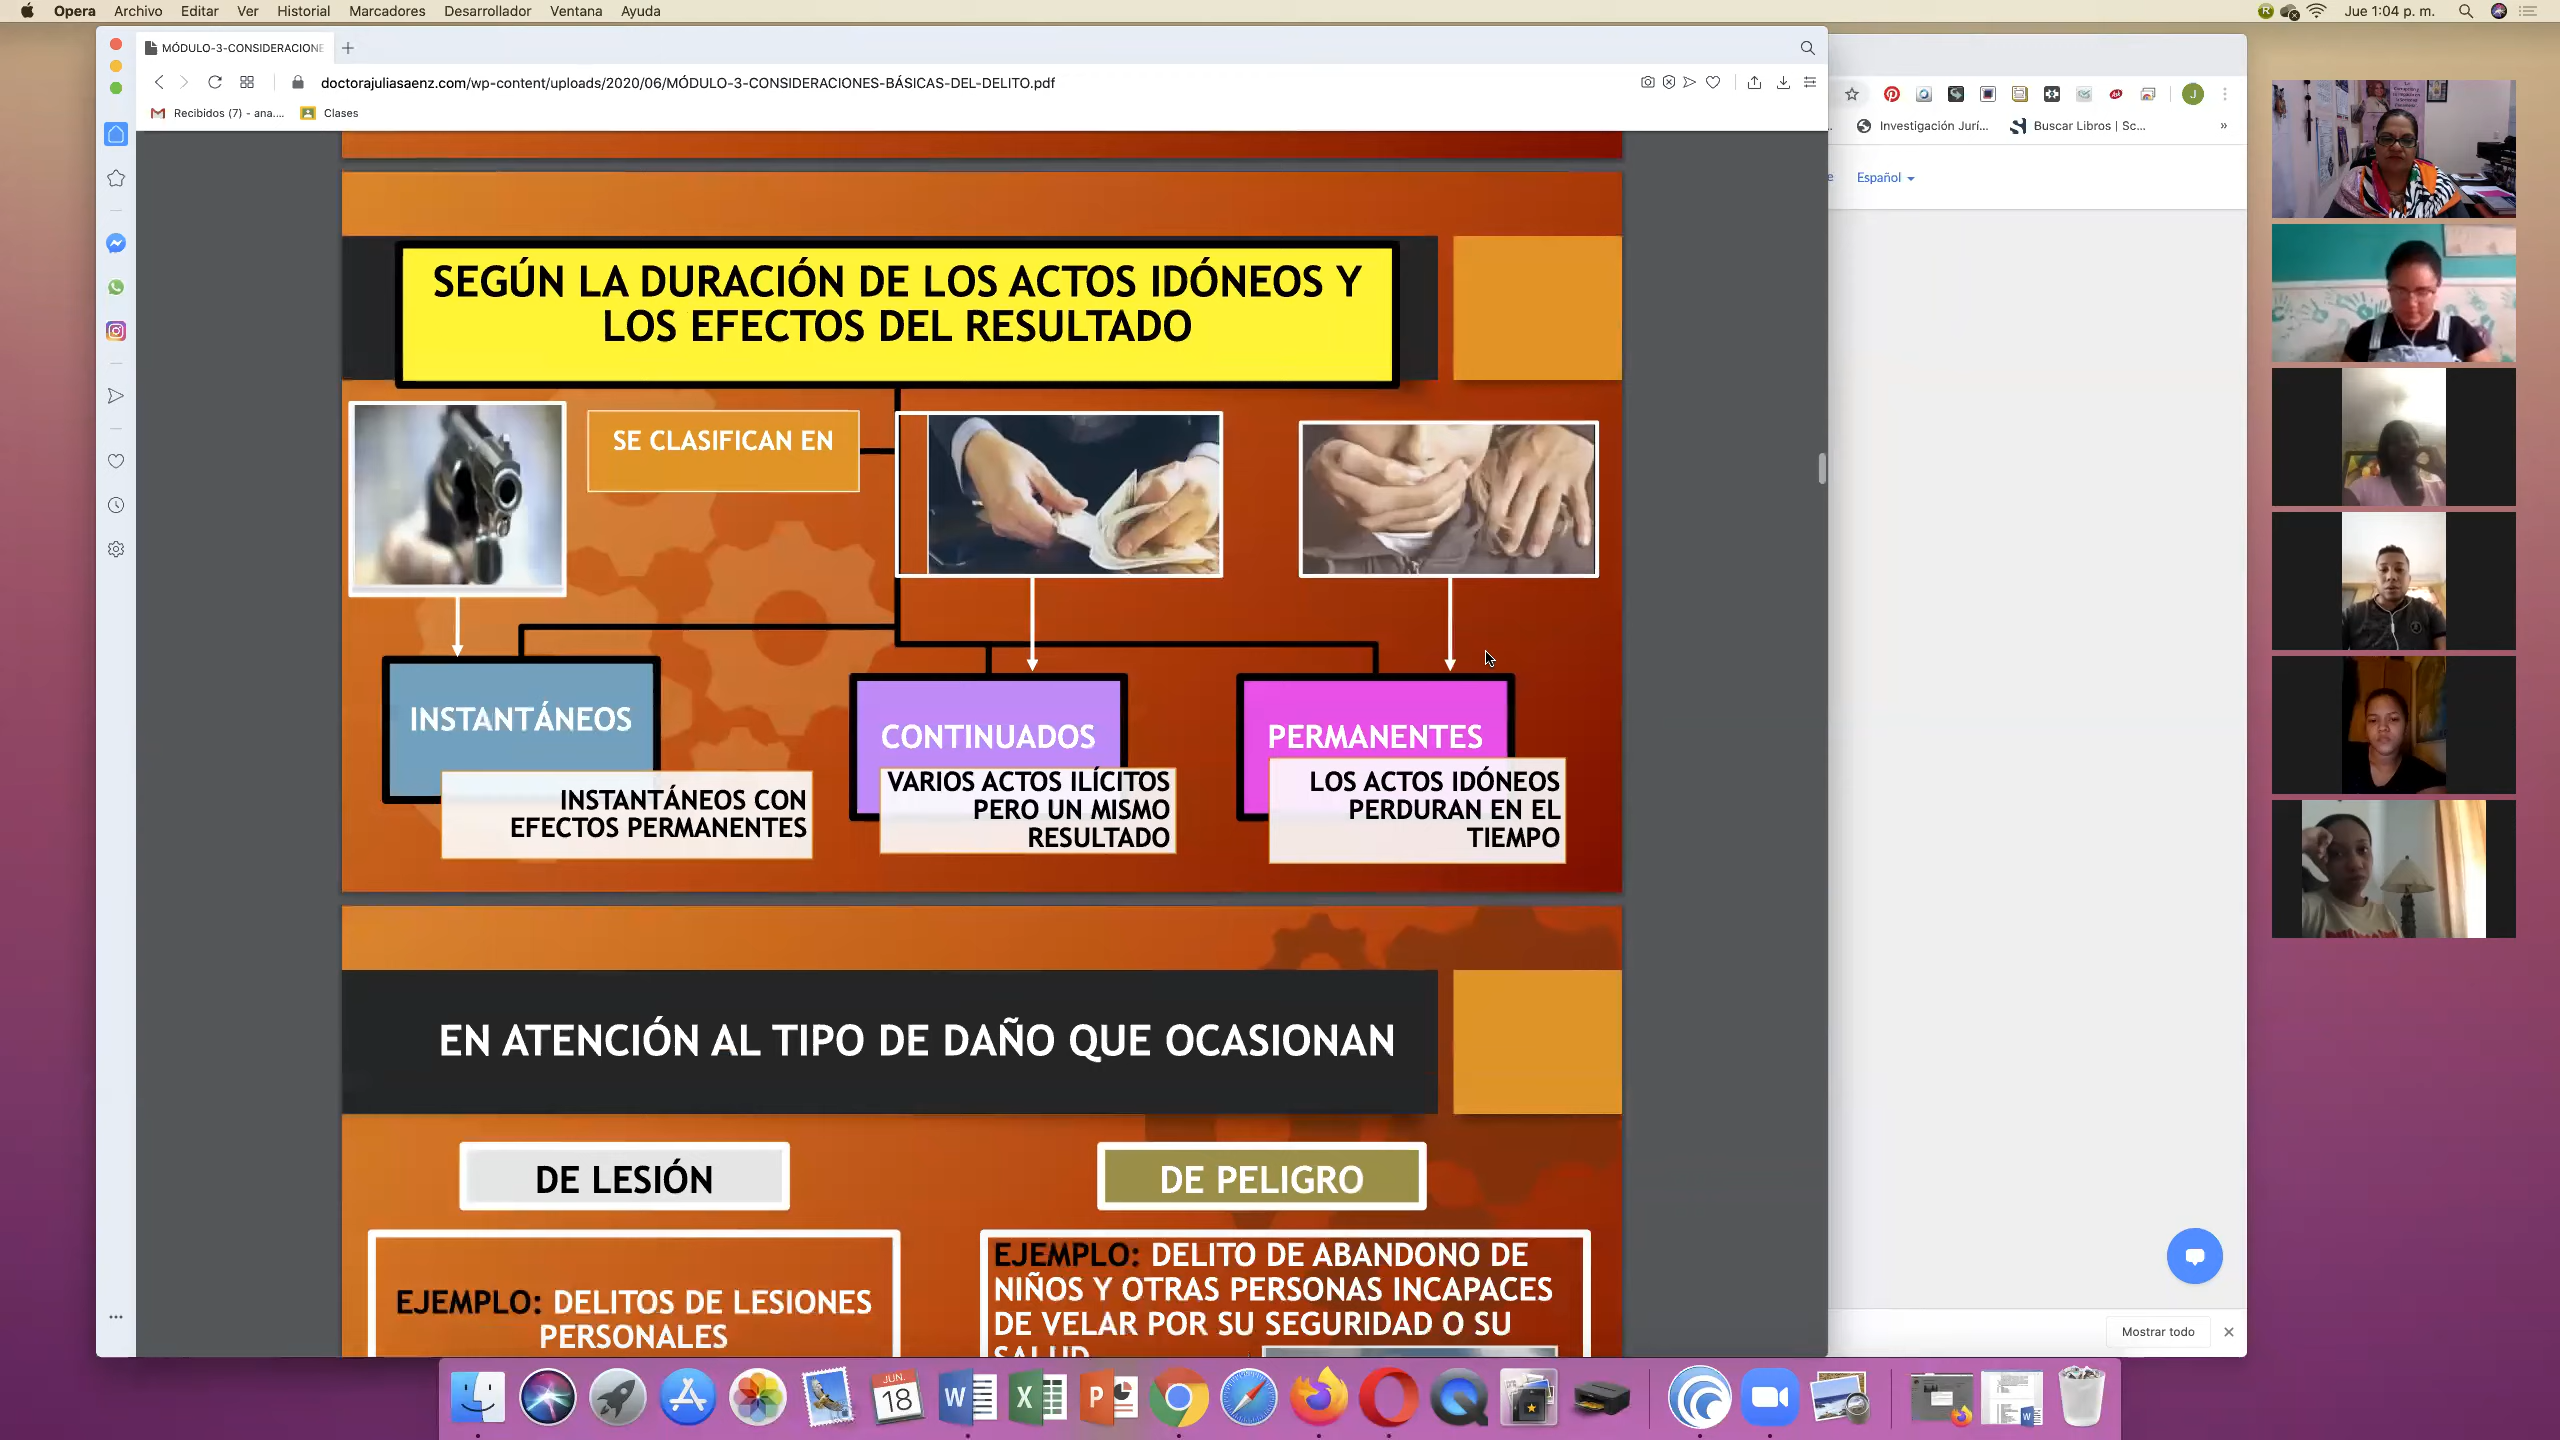 Opera Archivo Editar Ver Historial Marcadores Desarrollador Ventana Ayuda
Jue 1:04 p. m.
MÓDULO-3-CONSIDERACIONE
doctorajuliasaenz.com/wp-content/uploads/2020/06/MÓDULO-3-CONSIDERACIONES-BÁSICAS-DEL-DELITO.pdf
Recibidos (7) - ana.... Clases
J
Investigación Jurí... Buscar Libros | Sc... »
Español
SEGÚN LA DURACIÓN DE LOS ACTOS IDÓNEOS Y
LOS EFECTOS DEL RESULTADO
SE CLASIFICAN EN
INSTANTÁNEOS
INSTANTÁNEOS CON
EFECTOS PERMANENTES
CONTINUADOS
VARIOS ACTOS ILÍCITOS
PERO UN MISMO
RESULTADO
PERMANENTES
LOS ACTOS IDÓNEOS
PERDURAN EN EL
TIEMPO
EN ATENCIÓN AL TIPO DE DAÑO QUE OCASIONAN
DE LESIÓN
EJEMPLO: DELITOS DE LESIONES
PERSONALES
DE PELIGRO
EJEMPLO: DELITO DE ABANDONO DE
NIÑOS Y OTRAS PERSONAS INCAPACES
DE VELAR POR SU SEGURIDAD O SU
SALUD
Mostrar todo
JUN.
18